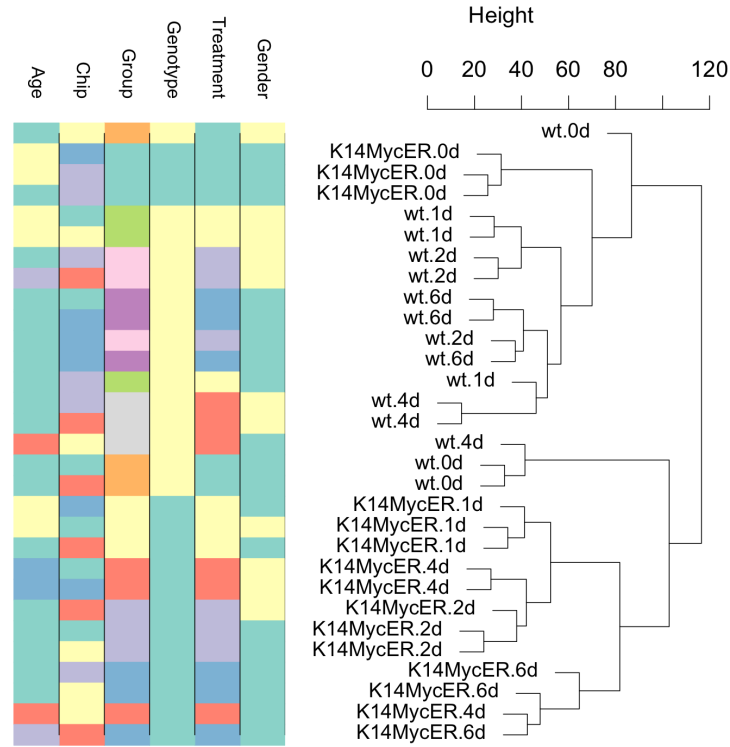 Height
Age Chip Group Genotype Treatment Gender
0 20 40 60 80 120
wt.0d
K14MycER.0d
K14MycER.0d
K14MycER.0d
wt.1d
wt.1d
wt.2d
wt.2d
wt.6d
wt.6d
wt.2d
wt.6d
wt.1d
wt.4d
wt.4d
wt.4d
wt.0d
wt.0d
K14MycER.1d
K14MycER.1d
K14MycER.1d
K14MycER.4d
K14MycER.4d
K14MycER.2d
K14MycER.2d
K14MycER.2d
K14MycER.6d
K14MycER.6d
K14MycER.4d
K14MycER.6d